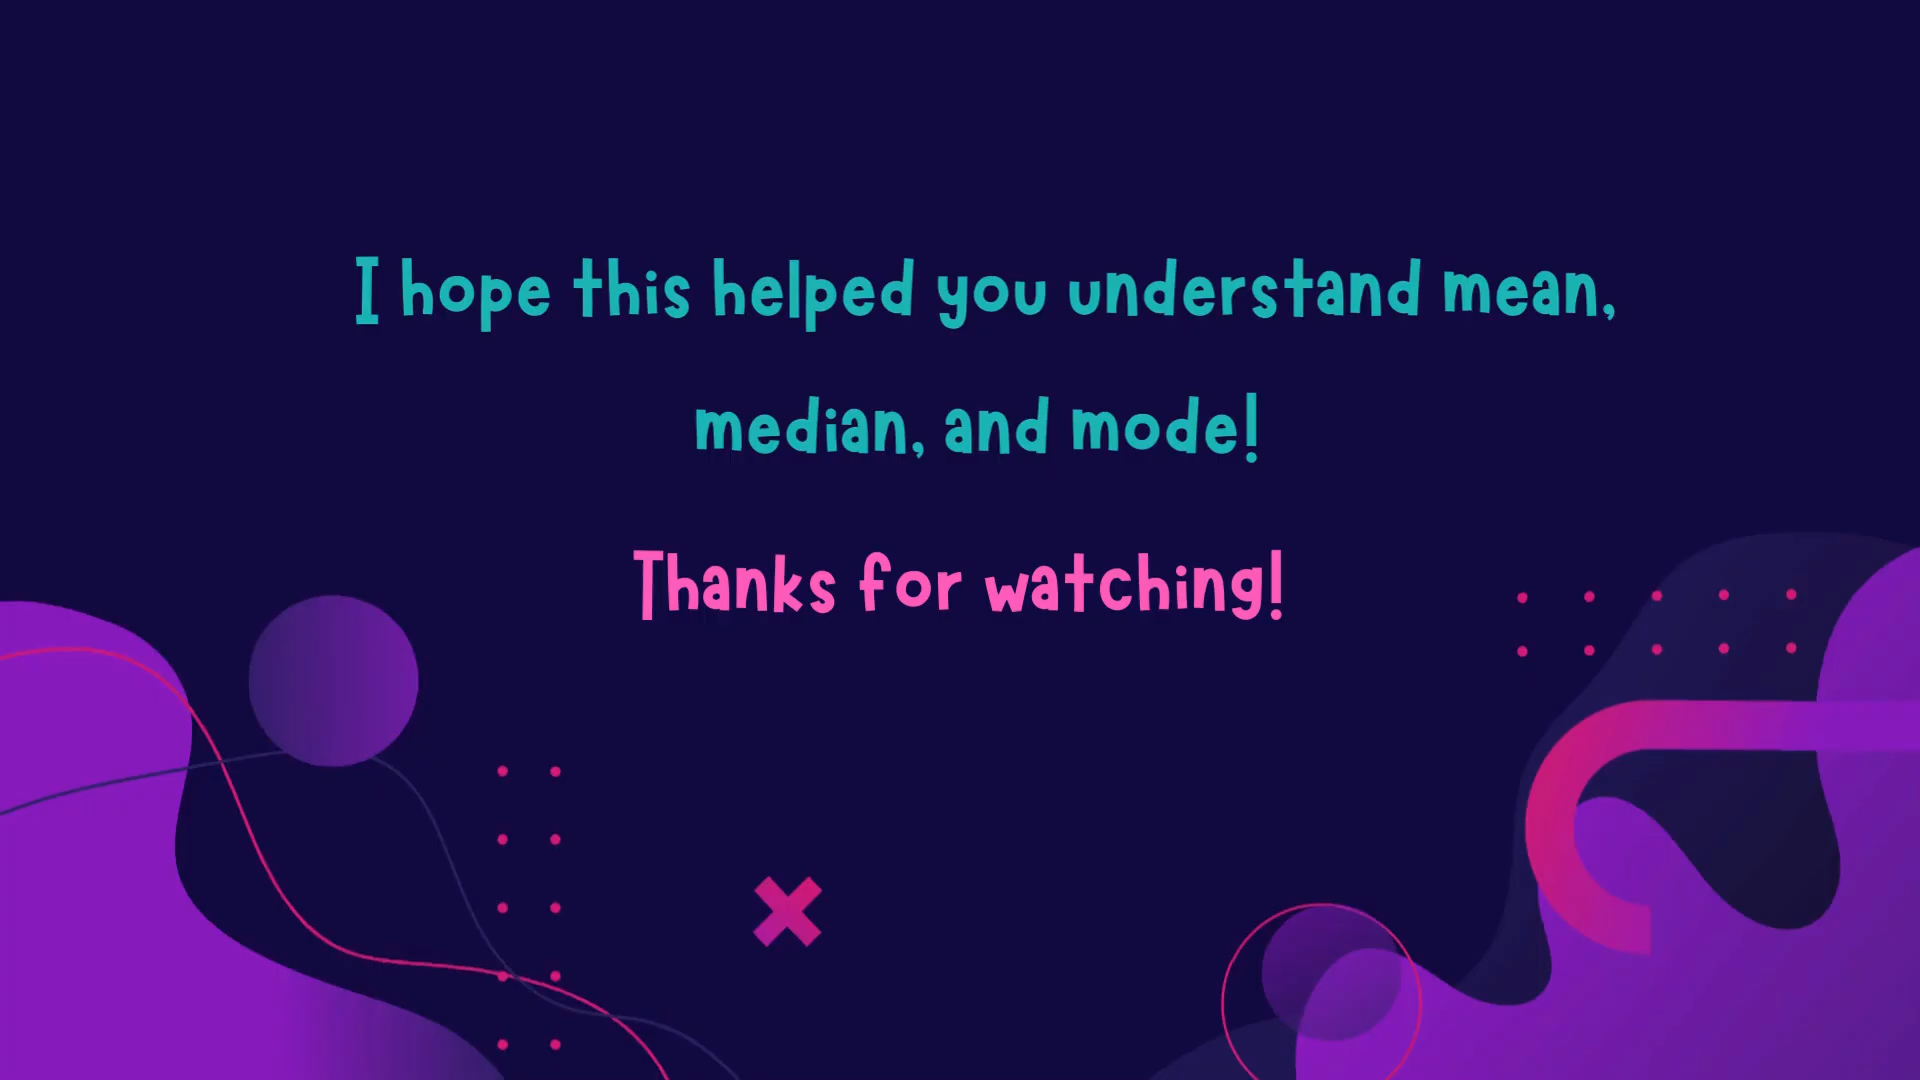 I hope this helped you understand mean,
median, and mode!
Thanks for watching!